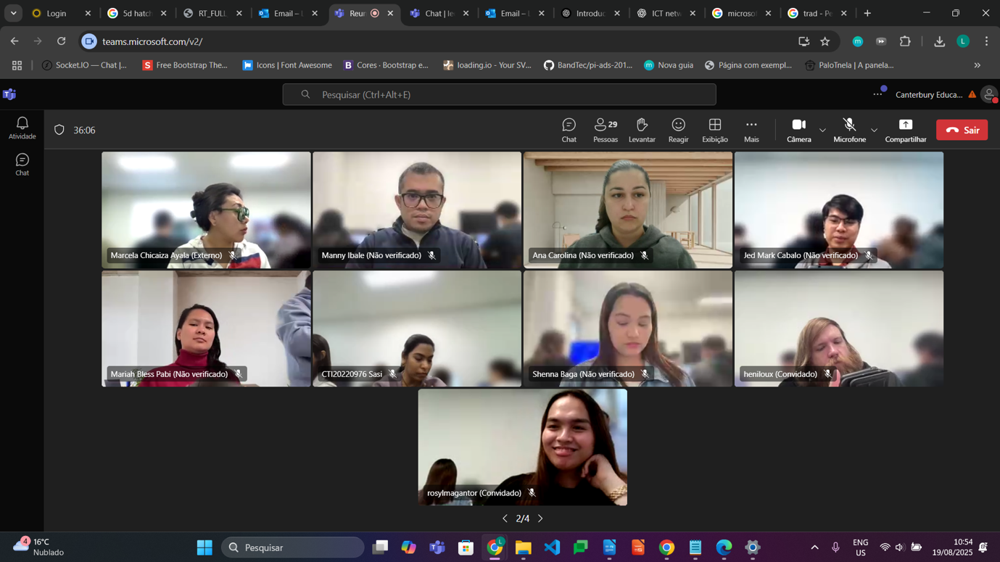 Login
5d hatch
RT_FULL_
Email – L
Reun
Chat | le
Email – L
Introduc
ICT netw
microsof
trad - Pe
teams.microsoft.com/v2/
L
Socket.IO — Chat |...
Free Bootstrap The...
Icons | Font Awesome
B Cores · Bootstrap e...
loading.io - Your SV...
BandTec/pi-ads-201...
Nova guia
Página com exempl...
PaloTnela | A panela...
Pesquisar (Ctrl+Alt+E)
Canterbury Educa...
Atividade
Chat
36:06
Chat
29
Pessoas
Levantar
Reagir
Exibição
Mais
Câmera
Microfone
Compartilhar
Sair
Marcela Chicaiza Ayala (Externo)
Manny Ibale (Não verificado)
Ana Carolina (Não verificado)
Jed Mark Cabalo (Não verificado)
Mariah Bless Pabi (Não verificado)
CTI20220976 Sasi
Shenna Baga (Não verificado)
heniloux (Convidado)
rosylmagantor (Convidado)
2/4
4
16°C
Nublado
Pesquisar
L
ENG
US
10:54
19/08/2025